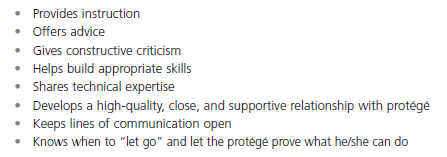 • Provides instruction
• Offers advice
• Gives constructive criticism
• Helps build appropriate skills
• Shares technical expertise
• Develops a high-quality, close, and supportive relationship with protégé
• Keeps lines of communication open
• Knows when to “let go” and let the protégé prove what he/she can do